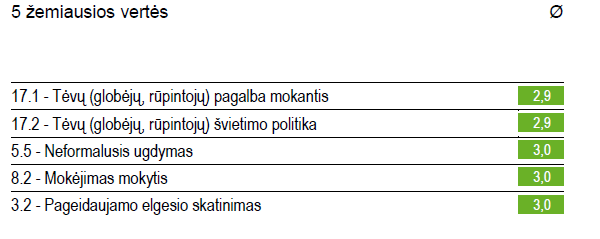 5 žemiausios vertės Ø
17.1 - Tėvų (globėjų, rūpintojų) pagalba mokantis 2,9
17.2 - Tėvų (globėjų, rūpintojų) švietimo politika 2,9
5.5 - Neformalusis ugdymas 3,0
8.2 - Mokėjimas mokytis 3,0
3.2 - Pageidaujamo elgesio skatinimas 3,0